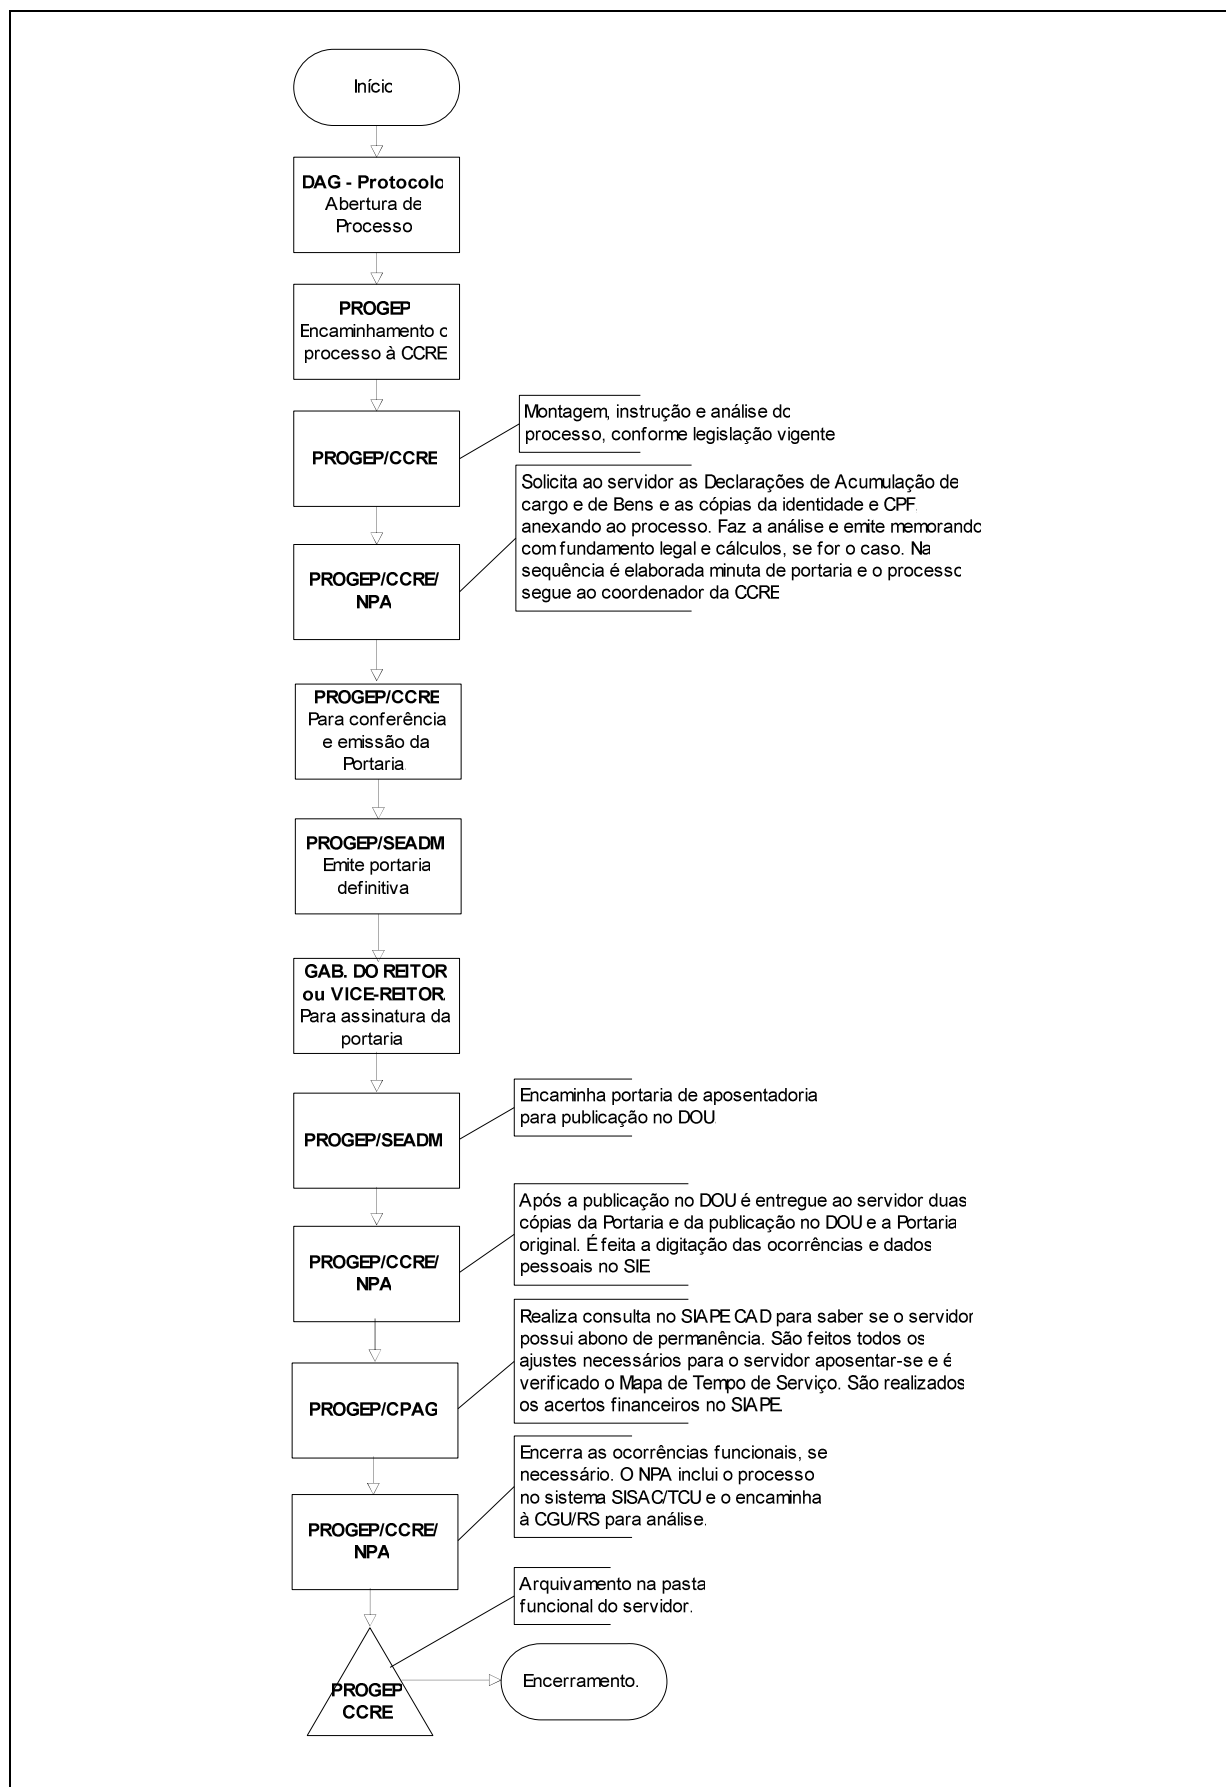 Início
DAG - Protocolo
Abertura de
Processo
PROGEP
Encaminhamento o
processo à CCRE
PROGEP/CCRE
Montagem, instrução e análise do
processo, conforme legislação vigente
PROGEP/CCRE/
NPA
Solicita ao servidor as Declarações de Acumulação de
cargo e de Bens e as cópias da identidade e CPF,
anexando ao processo. Faz a análise e emite memorando
com fundamento legal e cálculos, se for o caso. Na
sequência é elaborada minuta de portaria e o processo
segue ao coordenador da CCRE
PROGEP/CCRE
Para conferência
e emissão da
Portaria
PROGEP/SEADM
Emite portaria
definitiva
GAB. DO REITOR
ou VICE-REITOR.
Para assinatura da
portaria
PROGEP/SEADM
Encaminha portaria de aposentadoria
para publicação no DOU.
PROGEP/CCRE/
NPA
Após a publicação no DOU é entregue ao servidor duas
cópias da Portaria e da publicação no DOU e a Portaria
original. É feita a digitação das ocorrências e dados
pessoais no SIE
PROGEP/CPAG
Realiza consulta no SIAPE CAD para saber se o servidor
possui abono de permanência. São feitos todos os
ajustes necessários para o servidor aposentar-se e é
verificado o Mapa de Tempo de Serviço. São realizados
os acertos financeiros no SIAPE.
PROGEP/CCRE/
NPA
Encerra as ocorrências funcionais, se
necessário. O NPA inclui o processo
no sistema SISAC/TCU e o encaminha
à CGU/RS para análise.
Arquivamento na pasta
funcional do servidor.
PROGEP
CCRE
Encerramento.